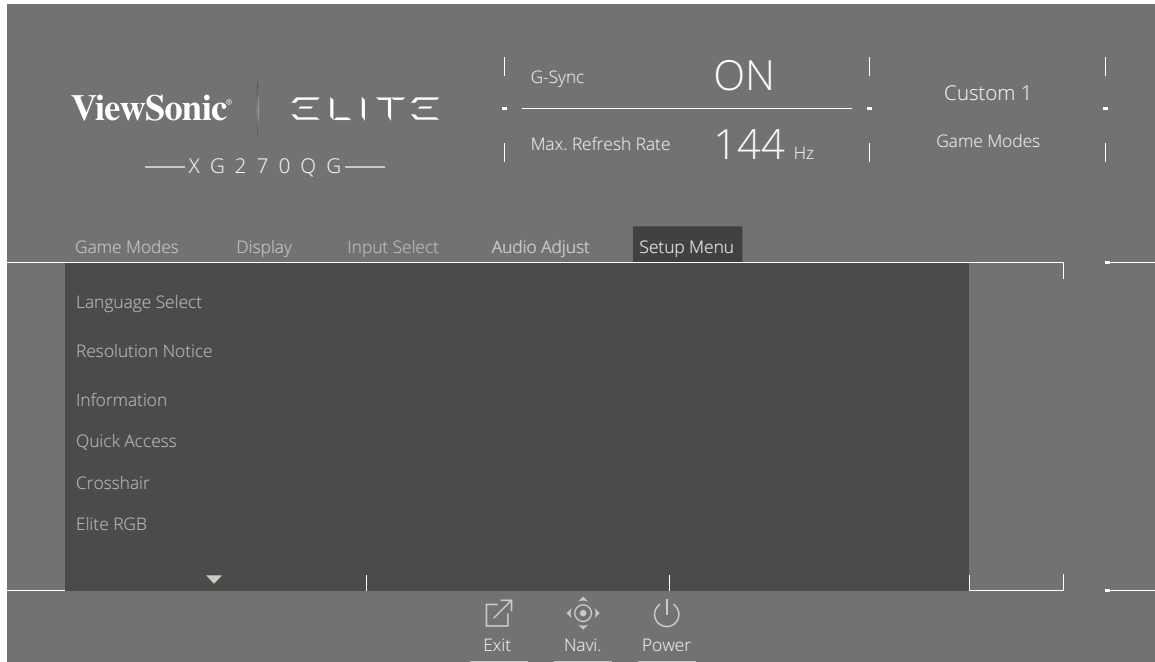 ViewSonic® ELITE
XG270QG
G-Sync ON
Max. Refresh Rate 144 Hz
Custom 1
Game Modes
Game Modes Display Input Select Audio Adjust Setup Menu
Language Select
Resolution Notice
Information
Quick Access
Crosshair
Elite RGB
Exit Navi. Power